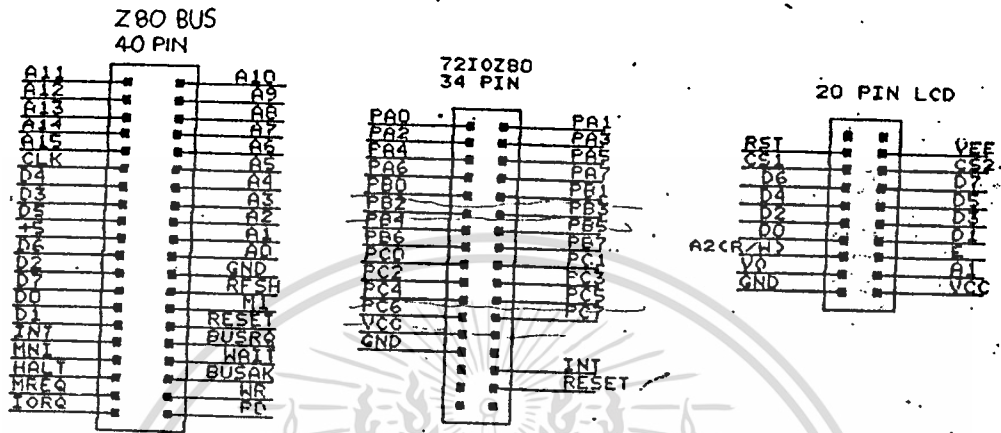 Z80 BUS
40 PIN
A11 A10
A12 A9
A13 A8
A14 A7
A15 A6
CLK A5
D4 A4
D3 A3
D5 A2
+5 A1
D6 A0
D2 GND
D7 RFSH
D0 M1
D1 RESET
INT BUSRQ
MNI WAIT
HALT BUSAK
MREQ WR
IORQ
72IOZ80
34 PIN
PA0 PA1
PA2 PA3
PA4 PA5
PA6 PA7
PB0 PB1
PB2 PB3
PB4 PB5
PB6 PB7
PC0 PC1
PC2 PC3
PC4 PC5
PC6 PC7
VCC
GND
INT
RESET
20 PIN LCD
RST VEE
CS1 CS2
D6 D7
D4 D5
D2 D3
D0 D1
A2(R/W) E
VO A1
GND VCC